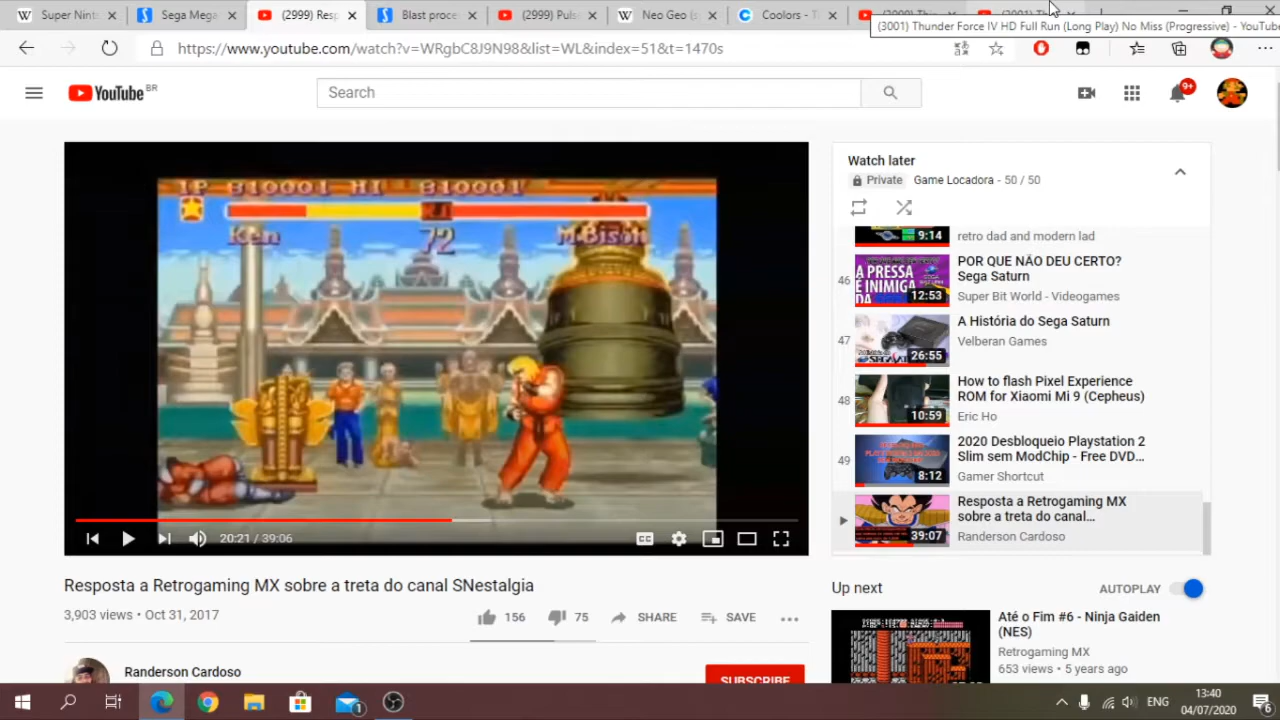 Super Nint
Sega Mega
(2999) Resp
Blast proce
(2999) Pulse
Neo Geo (s
Coolors - T
(3001) Thunder Force IV HD Full Run (Long Play) No Miss (Progressive) - YouTube
https://www.youtube.com/watch?v=WRgbC8J9N98&list=WL&index=51&t=1470s
YouTube BR
Search
9+
1P 810001 HI 810001
Ken 72 M.Bison
20:21 / 39:06
CC
Watch later
Private Game Locadora - 50 / 50
9:14 retro dad and modern lad
46
A PRESSA
É INIMIGA
DA
12:53
POR QUE NÃO DEU CERTO?
Sega Saturn
Super Bit World - Videogames
47
26:55
A História do Sega Saturn
Velberan Games
48
10:59
How to flash Pixel Experience
ROM for Xiaomi Mi 9 (Cepheus)
Eric Ho
49
8:12
2020 Desbloqueio Playstation 2
Slim sem ModChip - Free DVD...
Gamer Shortcut
39:07
Resposta a Retrogaming MX
sobre a treta do canal...
Randerson Cardoso
Resposta a Retrogaming MX sobre a treta do canal SNestalgia
3,903 views • Oct 31, 2017
156
75
SHARE
SAVE
Randerson Cardoso
SUBSCRIBE
Up next
AUTOPLAY
Até o Fim #6 - Ninja Gaiden
(NES)
Retrogaming MX
653 views • 5 years ago
1
ENG
13:40
04/07/2020
6